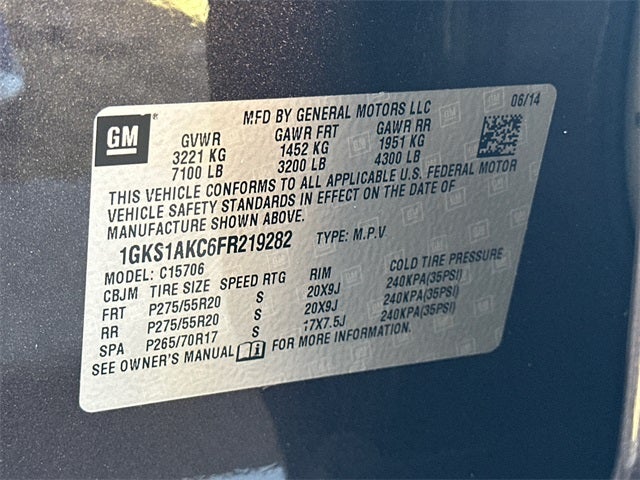 GM
MFD BY GENERAL MOTORS LLC 06/14
GVWR GAWR FRT GAWR RR
3221 KG 1452 KG 1951 KG
7100 LB 3200 LB 4300 LB
THIS VEHICLE CONFORMS TO ALL APPLICABLE U.S. FEDERAL MOTOR
VEHICLE SAFETY STANDARDS IN EFFECT ON THE DATE OF
MANUFACTURE SHOWN ABOVE.
1GKS1AKC6FR219282 TYPE: M.P.V
MODEL: C15706
CBJM TIRE SIZE SPEED RTG RIM COLD TIRE PRESSURE
FRT P275/55R20 S 20X9J 240KPA(35PSI)
RR P275/55R20 S 20X9J 240KPA(35PSI)
SPA P265/70R17 S 17X7.5J 240KPA(35PSI)
SEE OWNER'S MANUAL i FOR MORE INFORMATION.